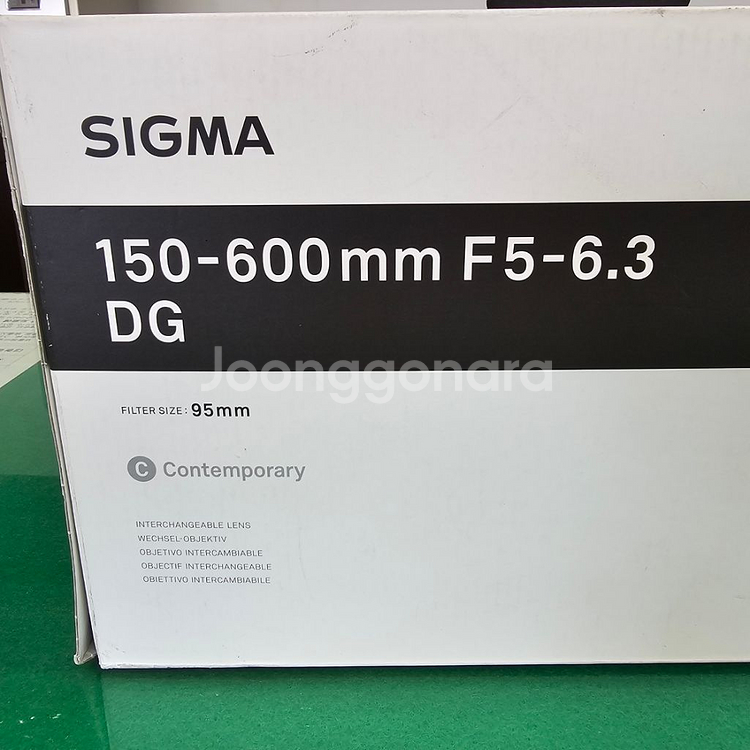 SIGMA
150-600mm F5-6.3
DG
Joonggonara
FILTER SIZE: 95mm
C Contemporary
INTERCHANGEABLE LENS
WECHSEL-OBJEKTIV
OBJETIVO INTERCAMBIABLE
OBJECTIF INTERCHANGEABLE
OBIETTIVO INTERCAMBIABILE